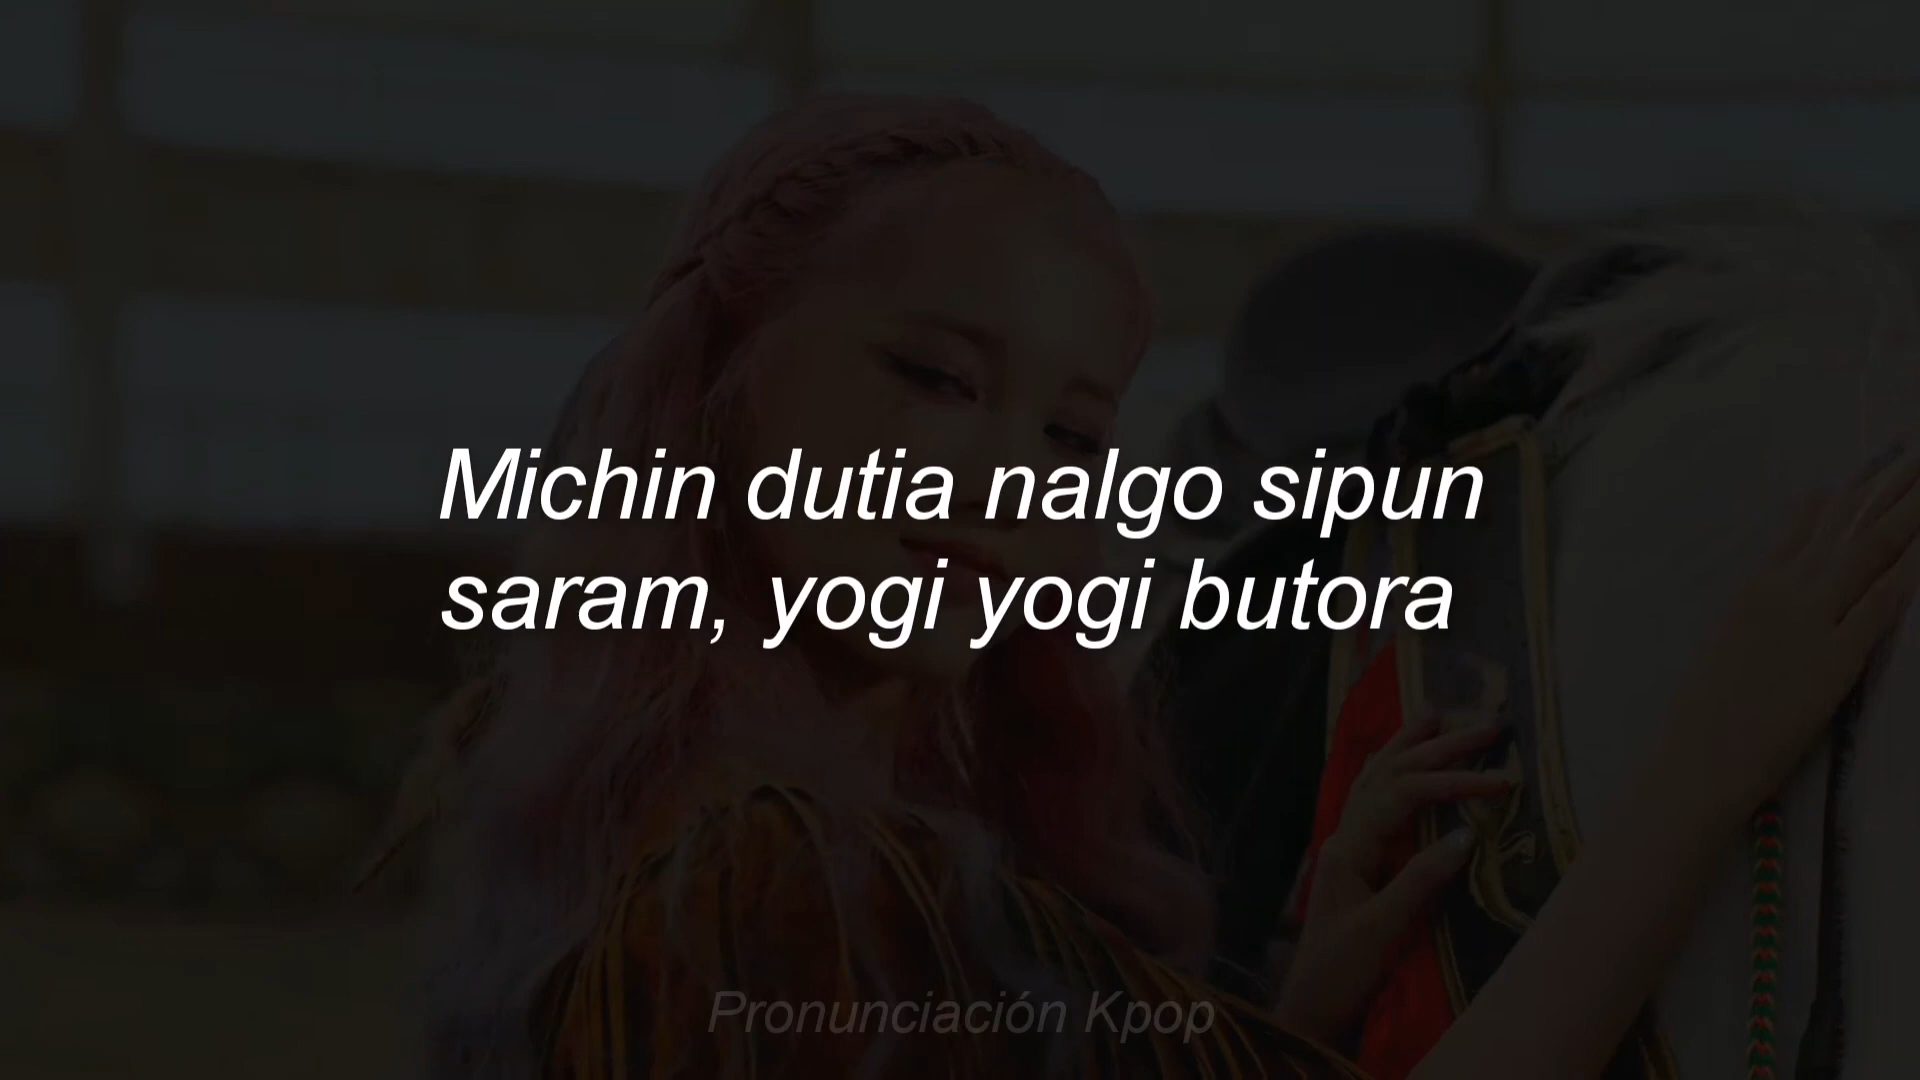 Michin dutia nalgo sipun
saram, yogi yogi butora
Pronunciación Kpop